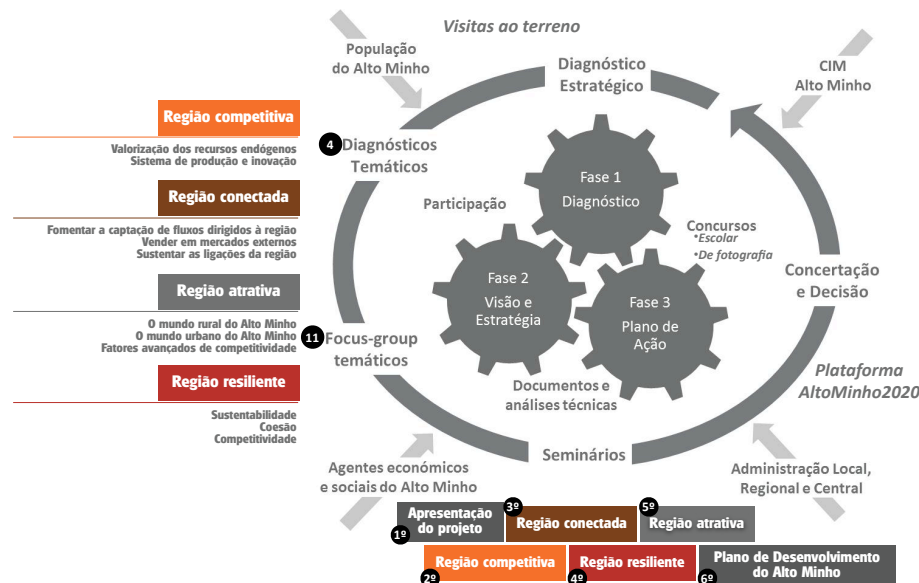 Visitas ao terreno
População
do Alto Minho
Diagnóstico
Estratégico
CIM
Alto Minho
Região competitiva
Valorização dos recursos endógenos
Sistema de produção e inovação
4 Diagnósticos
Temáticos
Região conectada
Fomentar a captação de fluxos dirigidos à região
Vender em mercados externos
Sustentar as ligações da região
Participação
Fase 1
Diagnóstico
Concursos
•Escolar
•De fotografia
Concertação
e Decisão
Região atrativa
O mundo rural do Alto Minho
O mundo urbano do Alto Minho
Fatores avançados de competitividade
Fase 2
Visão e
Estratégia
Fase 3
Plano de
Ação
11 Focus-group
temáticos
Região resiliente
Sustentabilidade
Coesão
Competitividade
Documentos e
análises técnicas
Plataforma
AltoMinho2020
Agentes económicos
e sociais do Alto Minho
Seminários
Administração Local,
Regional e Central
1º Apresentação
do projeto
3º Região conectada
5º Região atrativa
2º Região competitiva
4º Região resiliente
6º Plano de Desenvolvimento
do Alto Minho